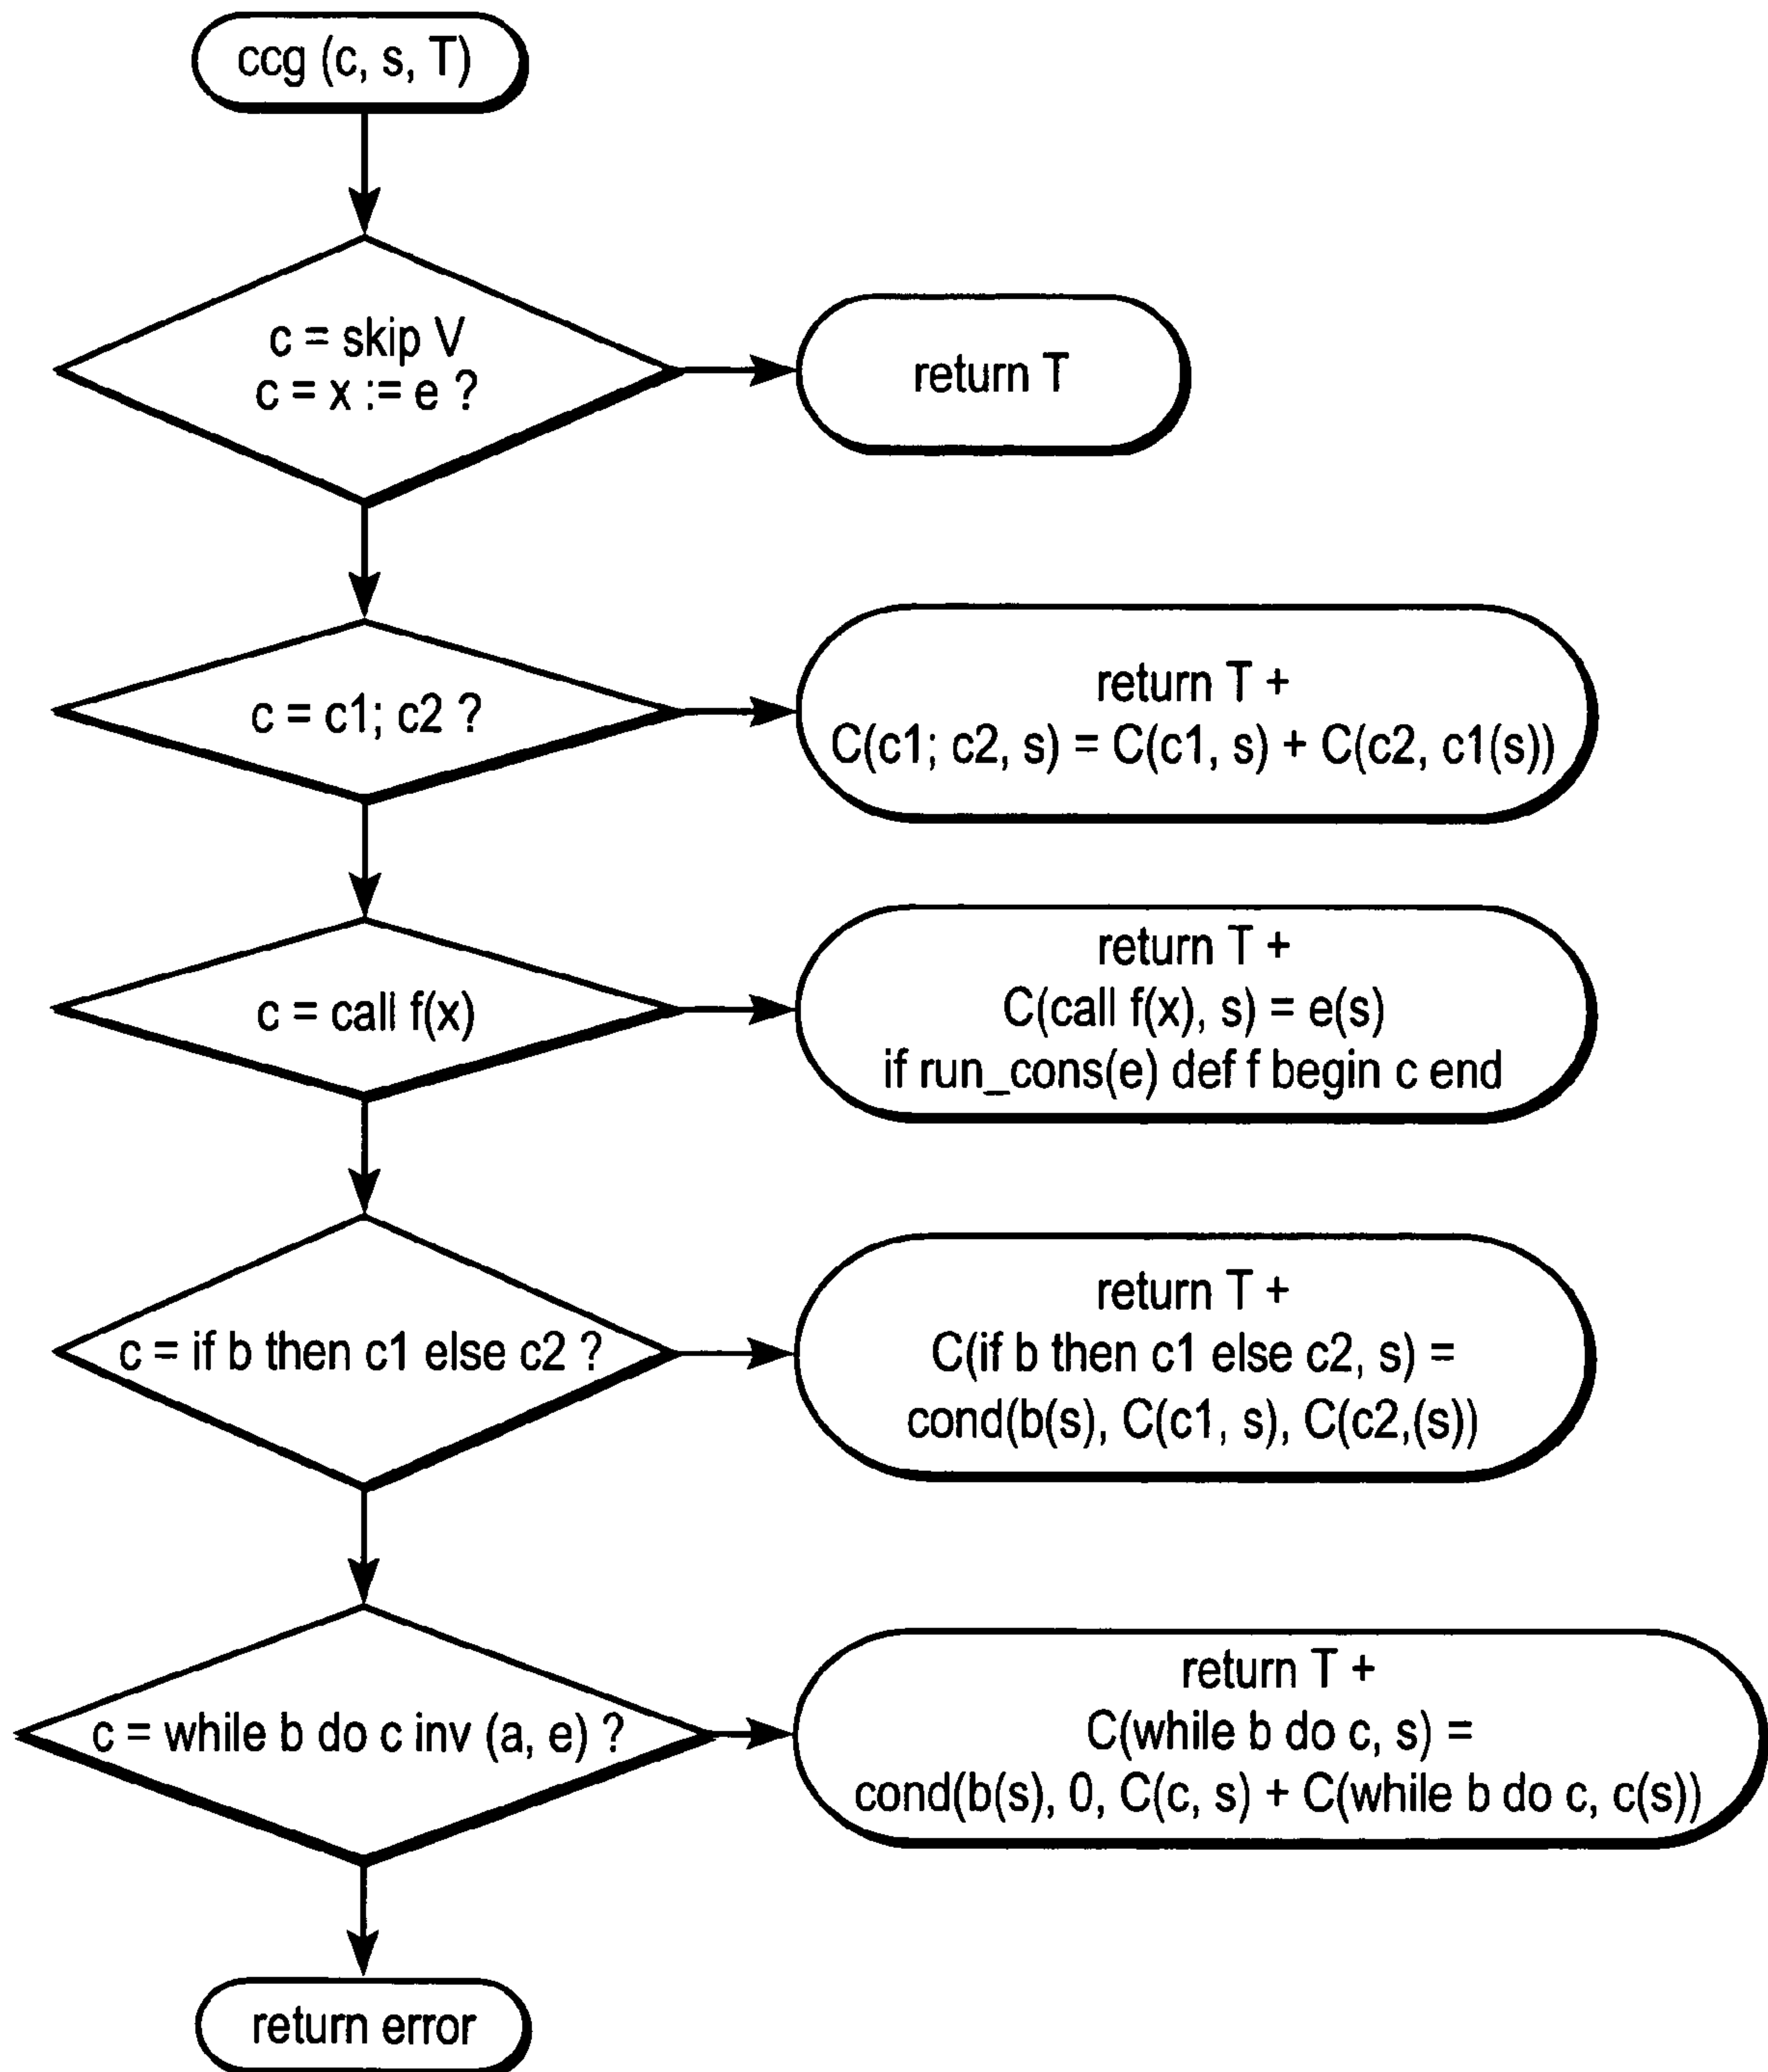 ccg (c, s, T)
c = skip V
c = x := e ?
return T
c = c1; c2 ?
return T +
C(c1; c2, s) = C(c1, s) + C(c2, c1(s))
c = call f(x)
return T +
C(call f(x), s) = e(s)
if run_cons(e) def f begin c end
c = if b then c1 else c2 ?
return T +
C(if b then c1 else c2, s) =
cond(b(s), C(c1, s), C(c2,(s))
c = while b do c inv (a, e) ?
return T +
C(while b do c, s) =
cond(b(s), 0, C(c, s) + C(while b do c, c(s))
return error